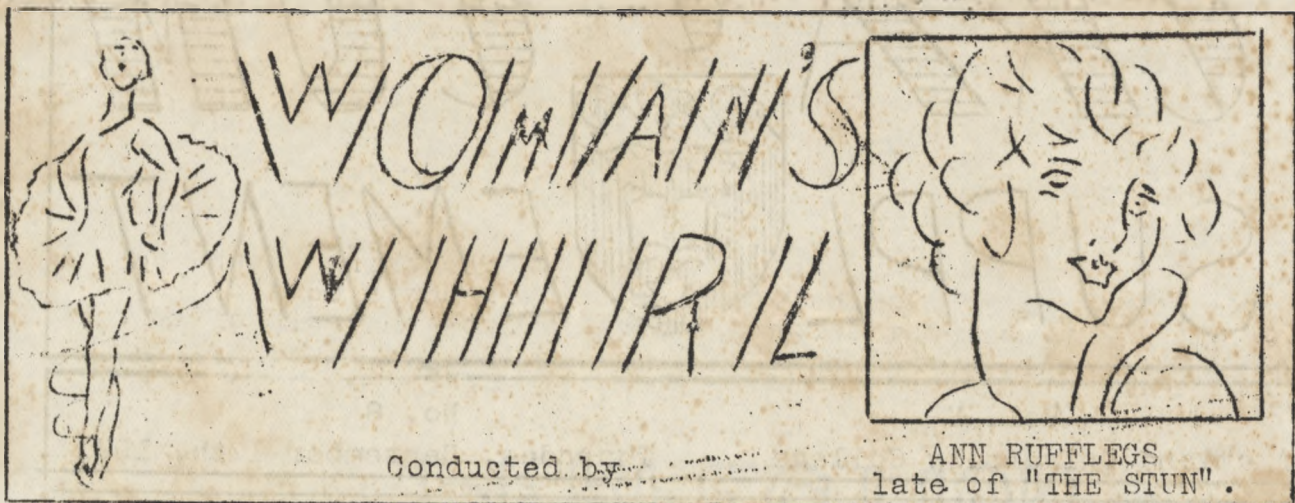 WOMAN'S
WHIRL
Conducted by
ANN RUFFLEGS
late of "THE STUN".